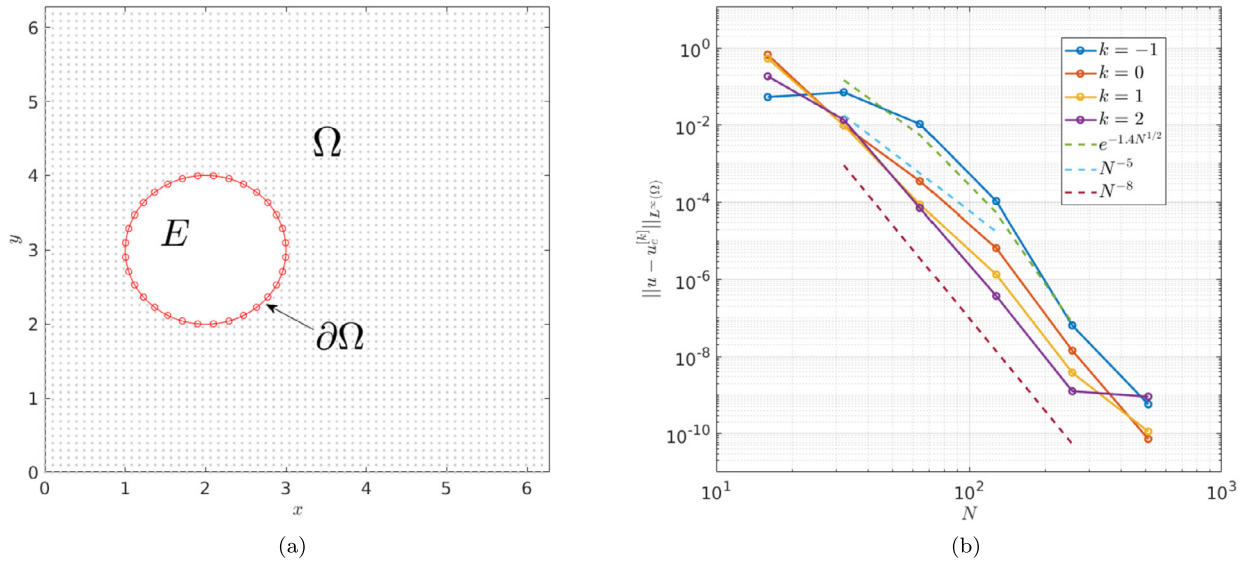 6
5
4
3
2
1
0
y
0 1 2 3 4 5 6
x
Ω
E
∂Ω
(a)
10^0
10^-2
10^-4
10^-6
10^-8
10^-10
||u − u_c^[k]||_L^∞(Ω)
10^1 10^2 10^3
N
k = −1
k = 0
k = 1
k = 2
e^−1.4N^1/2
N^−5
N^−8
(b)